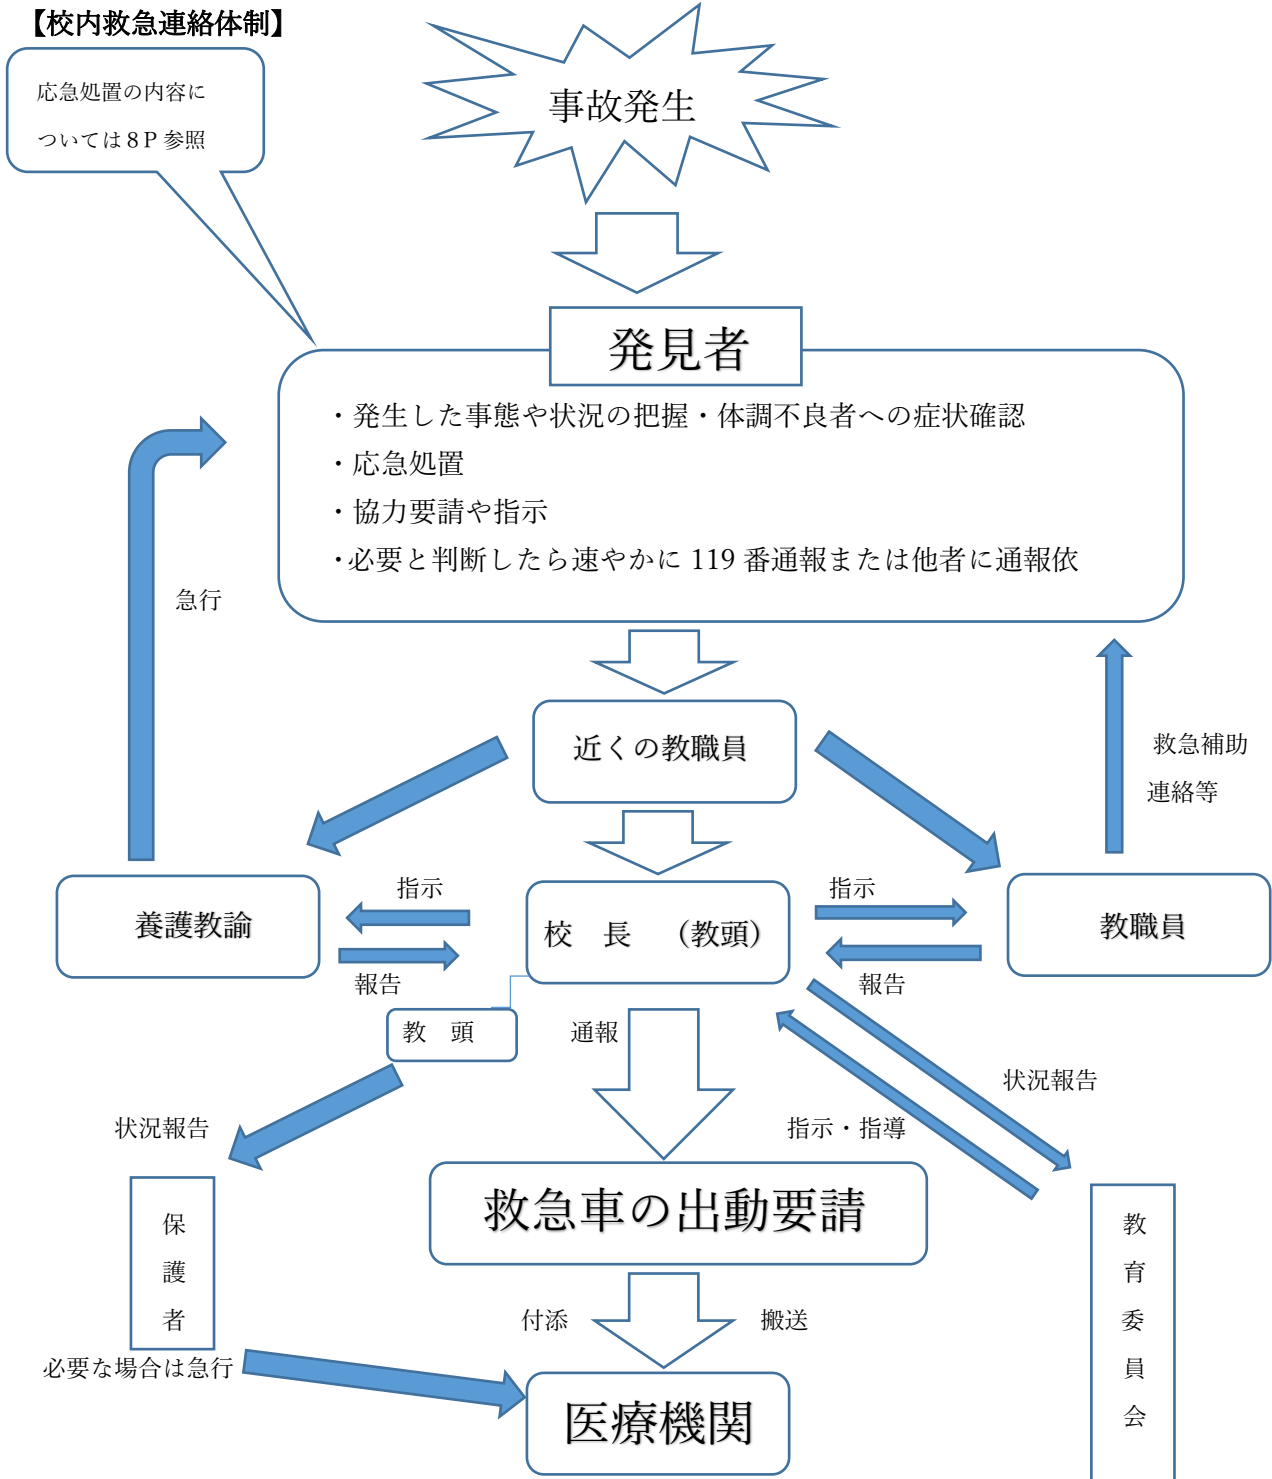 【校内救急連絡体制】
応急処置の内容に
ついては8P参照
事故発生
発見者
・発生した事態や状況の把握・体調不良者への症状確認
・応急処置
・協力要請や指示
・必要と判断したら速やかに 119 番通報または他者に通報依
急行
近くの教職員
救急補助
連絡等
養護教諭
指示
報告
校　長　（教頭）
指示
報告
教職員
教　頭
通報
状況報告
指示・指導
状況報告
救急車の出動要請
保護者
教育委員会
付添
搬送
必要な場合は急行
医療機関